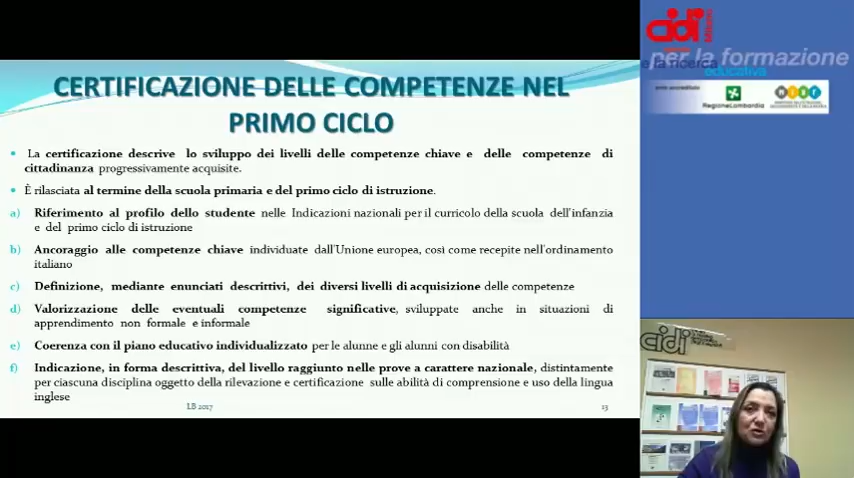 CERTIFICAZIONE DELLE COMPETENZE NEL
PRIMO CICLO
• La certificazione descrive lo sviluppo dei livelli delle competenze chiave e delle competenze di
cittadinanza progressivamente acquisite.
• È rilasciata al termine della scuola primaria e del primo ciclo di istruzione.
a) Riferimento al profilo dello studente nelle Indicazioni nazionali per il curricolo della scuola dell'infanzia
e del primo ciclo di istruzione
b) Ancoraggio alle competenze chiave individuate dall'Unione europea, così come recepite nell'ordinamento
italiano
c) Definizione, mediante enunciati descrittivi, dei diversi livelli di acquisizione delle competenze
d) Valorizzazione delle eventuali competenze significative, sviluppate anche in situazioni di
apprendimento non formale e informale
e) Coerenza con il piano educativo individualizzato per le alunne e gli alunni con disabilità
f) Indicazione, in forma descrittiva, del livello raggiunto nelle prove a carattere nazionale, distintamente
per ciascuna disciplina oggetto della rilevazione e certificazione sulle abilità di comprensione e uso della lingua
inglese
LB 2017
13
cidi
Milano
per la formazione
e la ricerca
educativa
ente accreditato
RegioneLombardia
MIUR
cidi